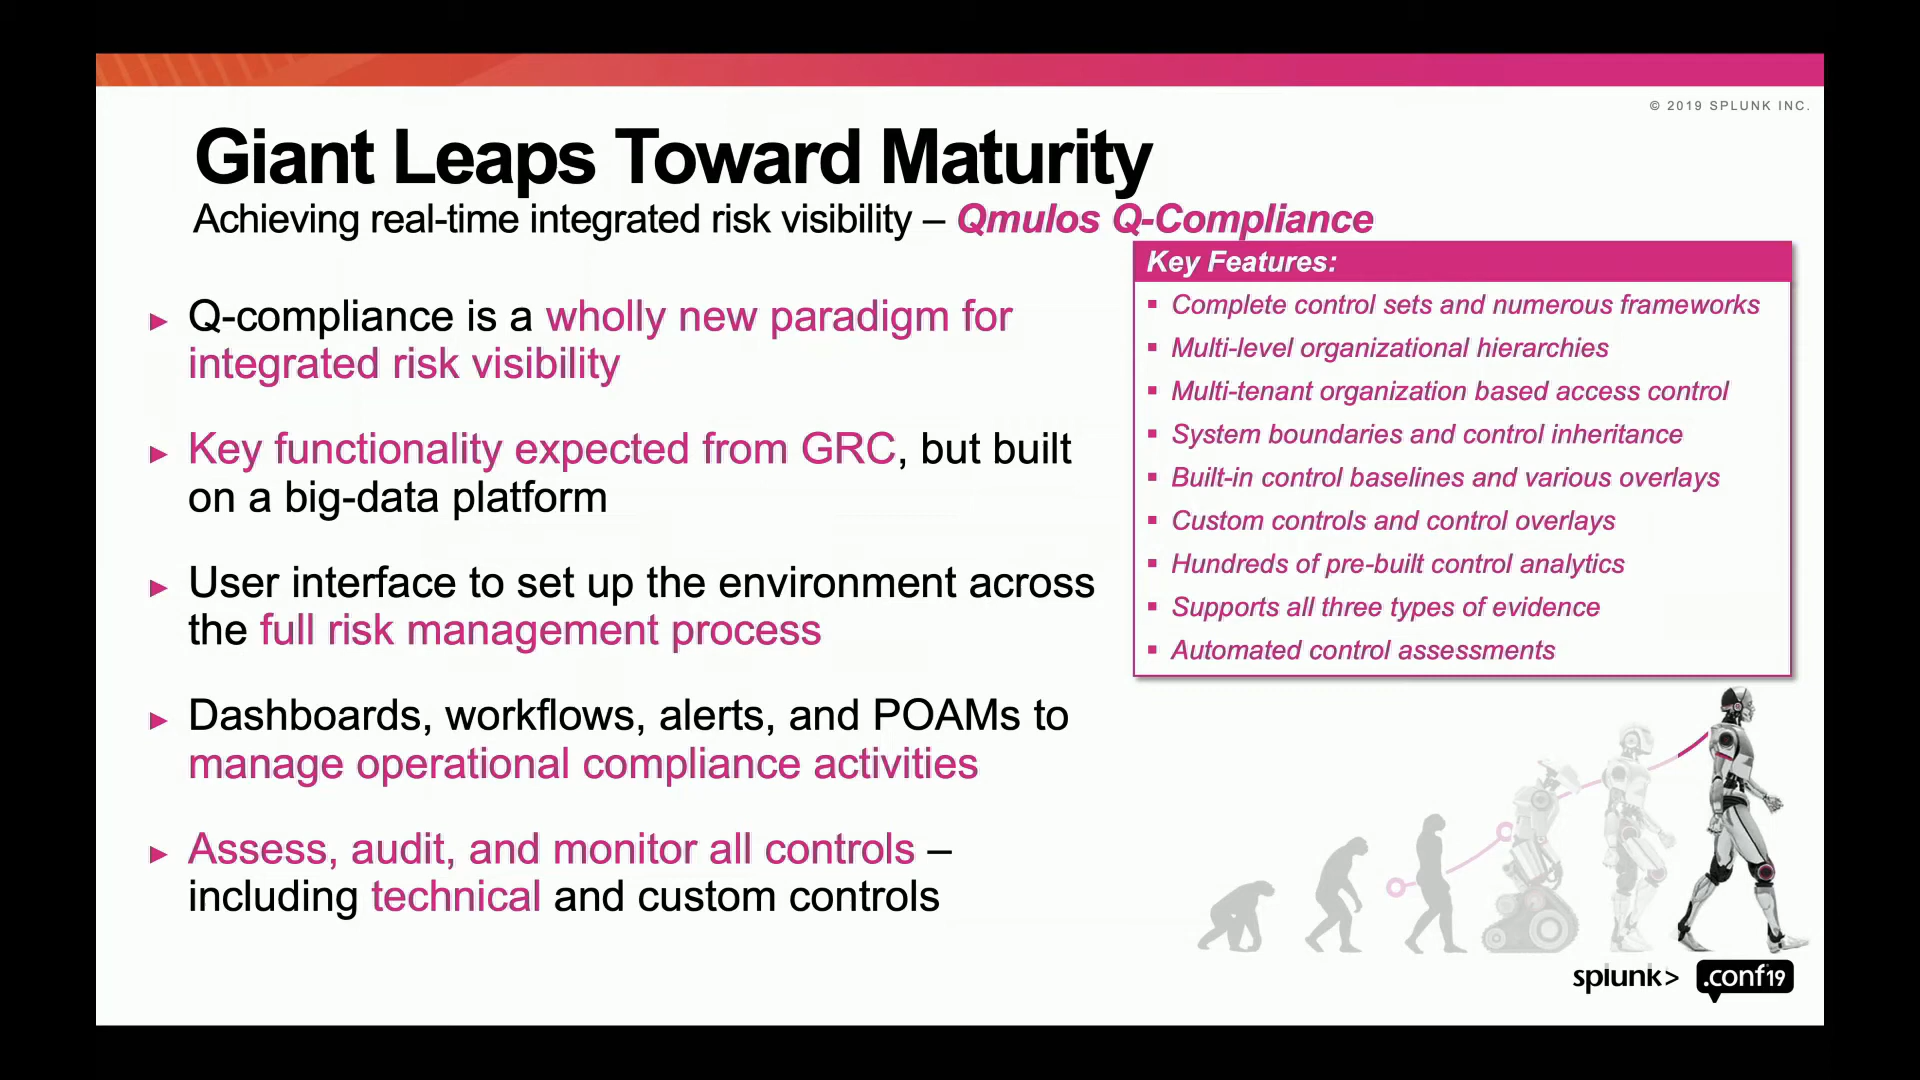 © 2019 SPLUNK INC.
Giant Leaps Toward Maturity
Achieving real-time integrated risk visibility – Qmulos Q-Compliance
► Q-compliance is a wholly new paradigm for
integrated risk visibility
► Key functionality expected from GRC, but built
on a big-data platform
► User interface to set up the environment across
the full risk management process
► Dashboards, workflows, alerts, and POAMs to
manage operational compliance activities
► Assess, audit, and monitor all controls –
including technical and custom controls
Key Features:
▪ Complete control sets and numerous frameworks
▪ Multi-level organizational hierarchies
▪ Multi-tenant organization based access control
▪ System boundaries and control inheritance
▪ Built-in control baselines and various overlays
▪ Custom controls and control overlays
▪ Hundreds of pre-built control analytics
▪ Supports all three types of evidence
▪ Automated control assessments
splunk> .conf19